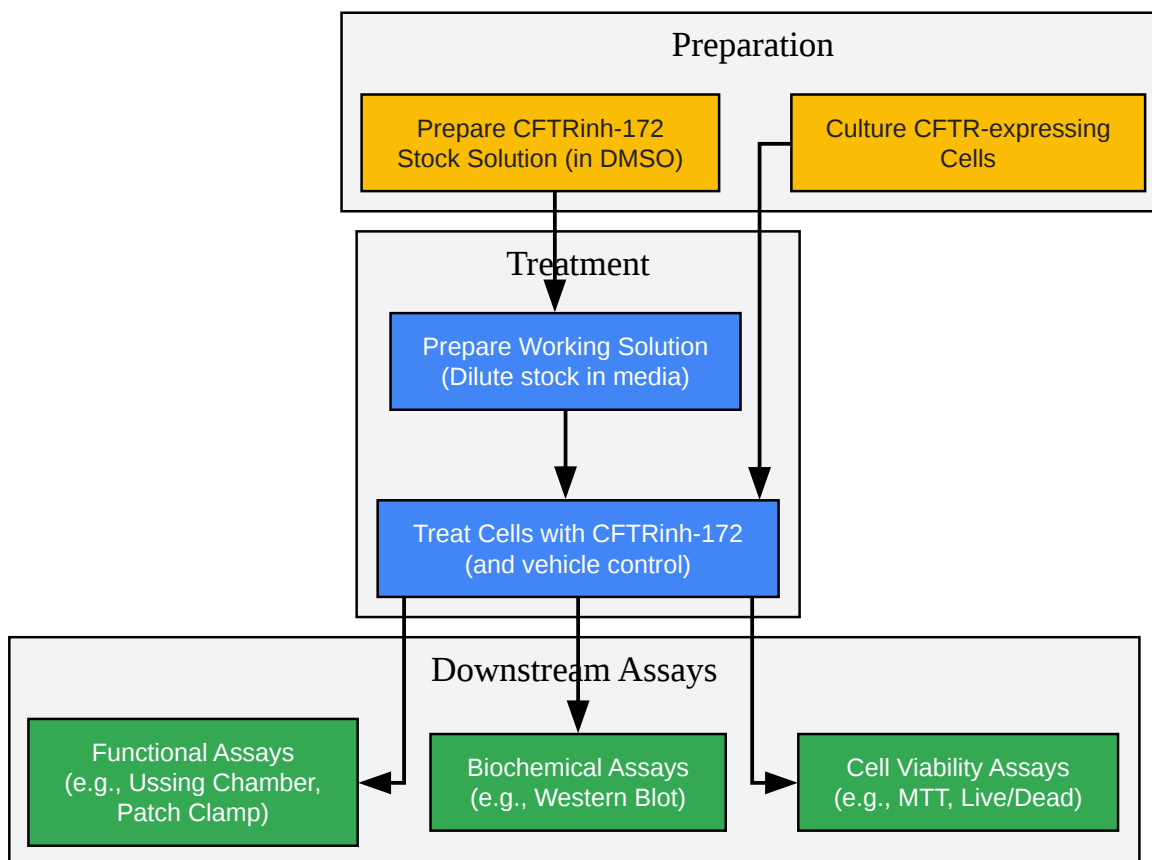 Preparation
Prepare CFTRinh-172
Stock Solution (in DMSO)
Culture CFTR-expressing
Cells
Treatment
Prepare Working Solution
(Dilute stock in media)
Treat Cells with CFTRinh-172
(and vehicle control)
Downstream Assays
Functional Assays
(e.g., Ussing Chamber,
Patch Clamp)
Biochemical Assays
(e.g., Western Blot)
Cell Viability Assays
(e.g., MTT, Live/Dead)